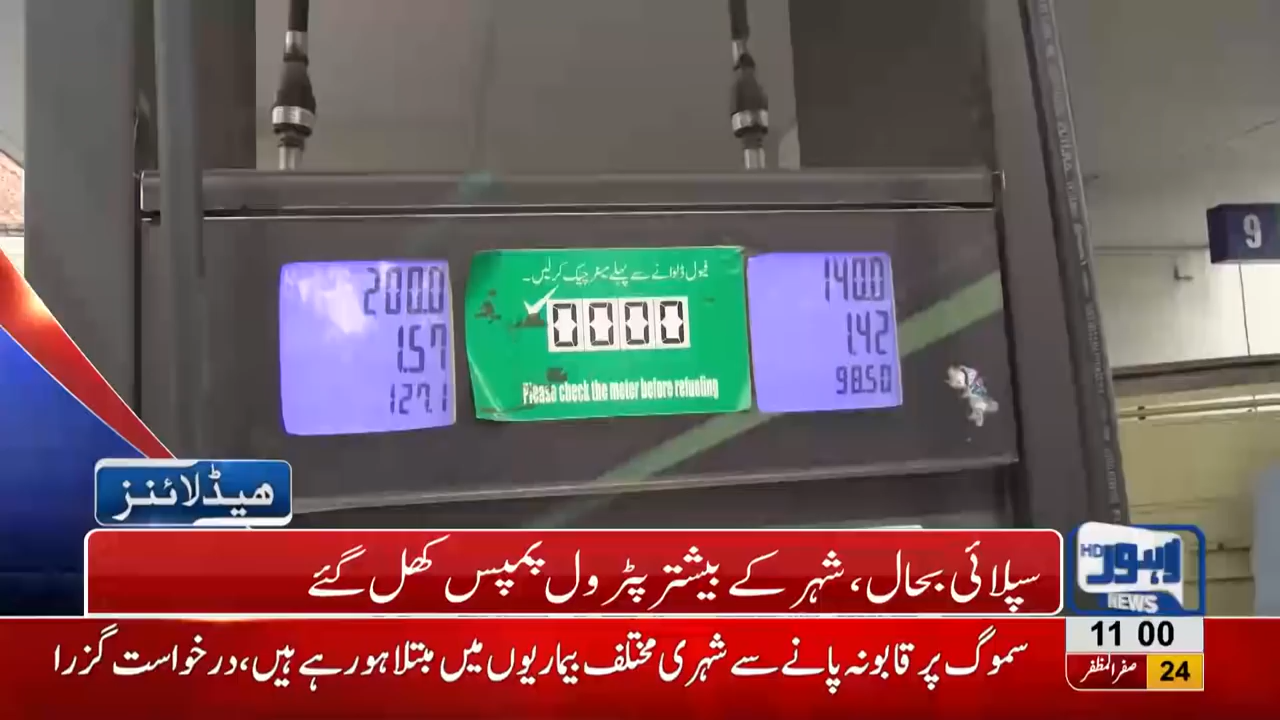 9
200.0
1.57
127.1
فیول ڈلوانے سے پہلے میٹر چیک کرلیں۔
0000
Please check the meter before refueling
140.0
1.42
98.50
ھیڈلائنز
سپلائی بحال، شہر کے بیشتر پٹرول پمپس کھل گئے
HD
لاہور
NEWS
11 00
سموگ پر قابو نہ پانے سے شہری مختلف بیماریوں میں مبتلا ہو رہے ہیں، درخواست گزرا
صفر المظفر 24